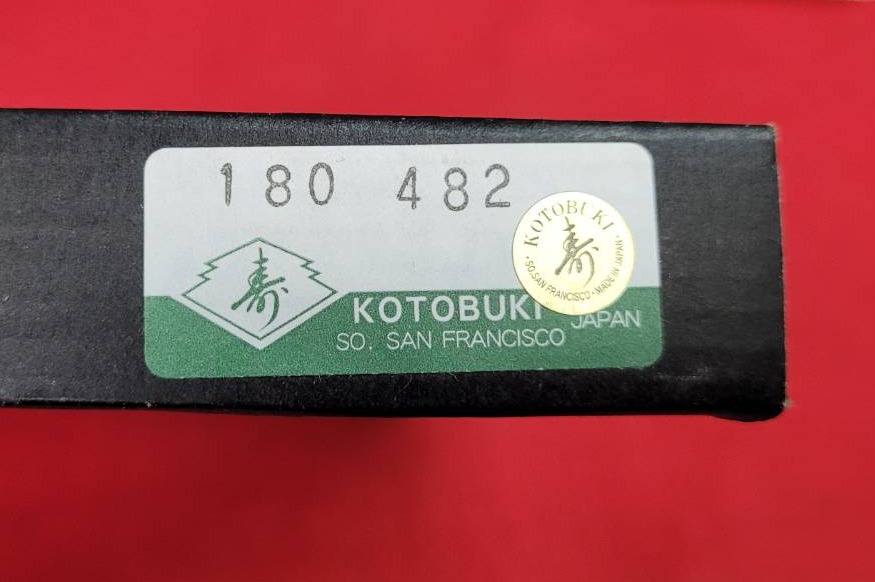 180 482
寿
KOTOBUKI
SO. SAN FRANCISCO
JAPAN
KOTOBUKI
寿
SO. SAN FRANCISCO • MADE IN JAPAN